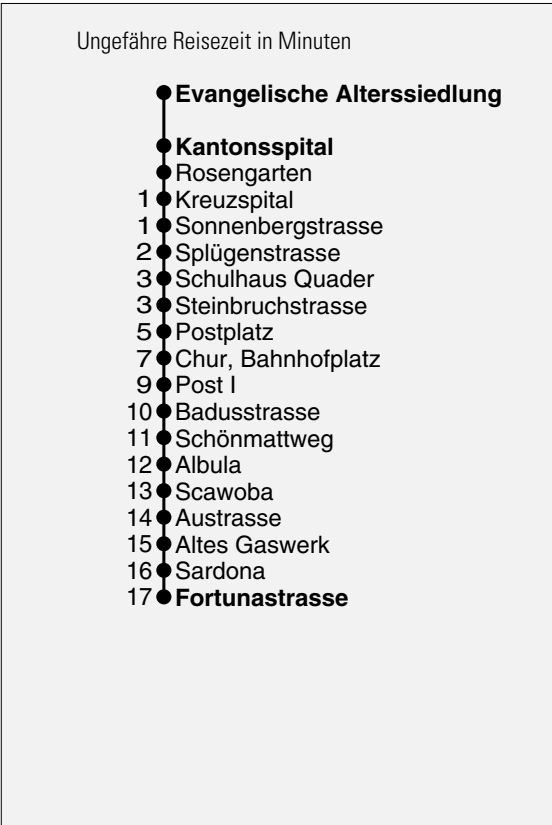 Ungefähre Reisezeit in Minuten
Evangelische Alterssiedlung
Kantonsspital
Rosengarten
1 Kreuzspital
1 Sonnenbergstrasse
2 Splügenstrasse
3 Schulhaus Quader
3 Steinbruchstrasse
5 Postplatz
7 Chur, Bahnhofplatz
9 Post I
10 Badusstrasse
11 Schönmattweg
12 Albula
13 Scawoba
14 Austrasse
15 Altes Gaswerk
16 Sardona
17 Fortunastrasse